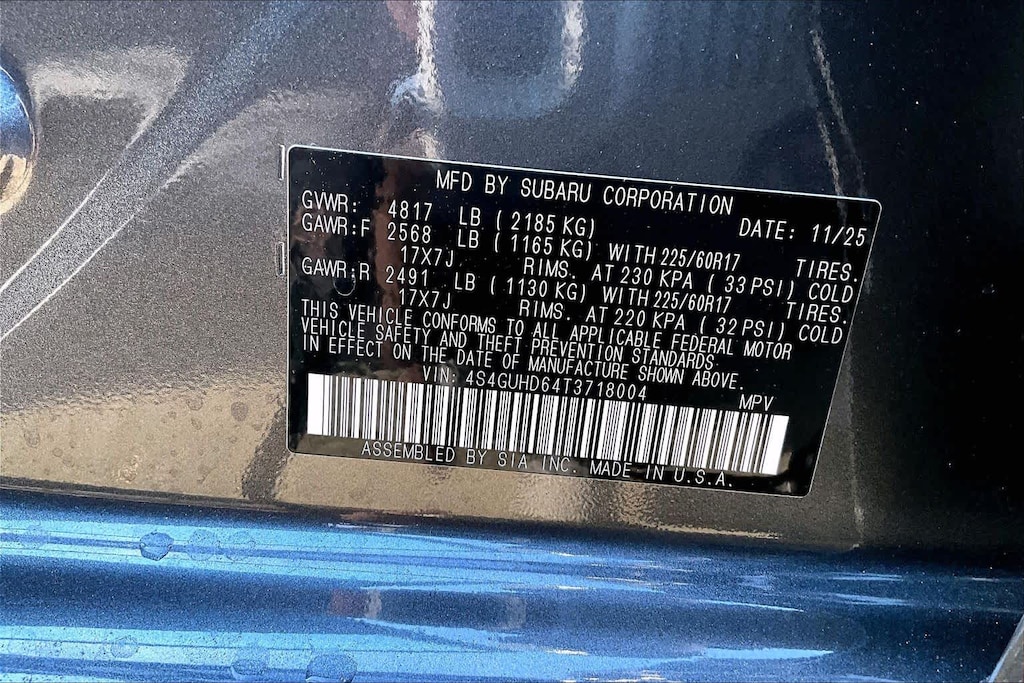 MFD BY SUBARU CORPORATION
GVWR: 4817 LB (2185 KG) DATE: 11/25
GAWR:F 2568 LB (1165 KG) WITH 225/60R17 TIRES.
17X7J RIMS. AT 230 KPA (33 PSI) COLD
GAWR:R 2491 LB (1130 KG) WITH 225/60R17 TIRES.
17X7J RIMS. AT 220 KPA (32 PSI) COLD
THIS VEHICLE CONFORMS TO ALL APPLICABLE FEDERAL MOTOR
VEHICLE SAFETY AND THEFT PREVENTION STANDARDS
IN EFFECT ON THE DATE OF MANUFACTURE SHOWN ABOVE.
VIN: 4S4GUHD64T3718004 MPV
ASSEMBLED BY SIA INC. MADE IN U.S.A.